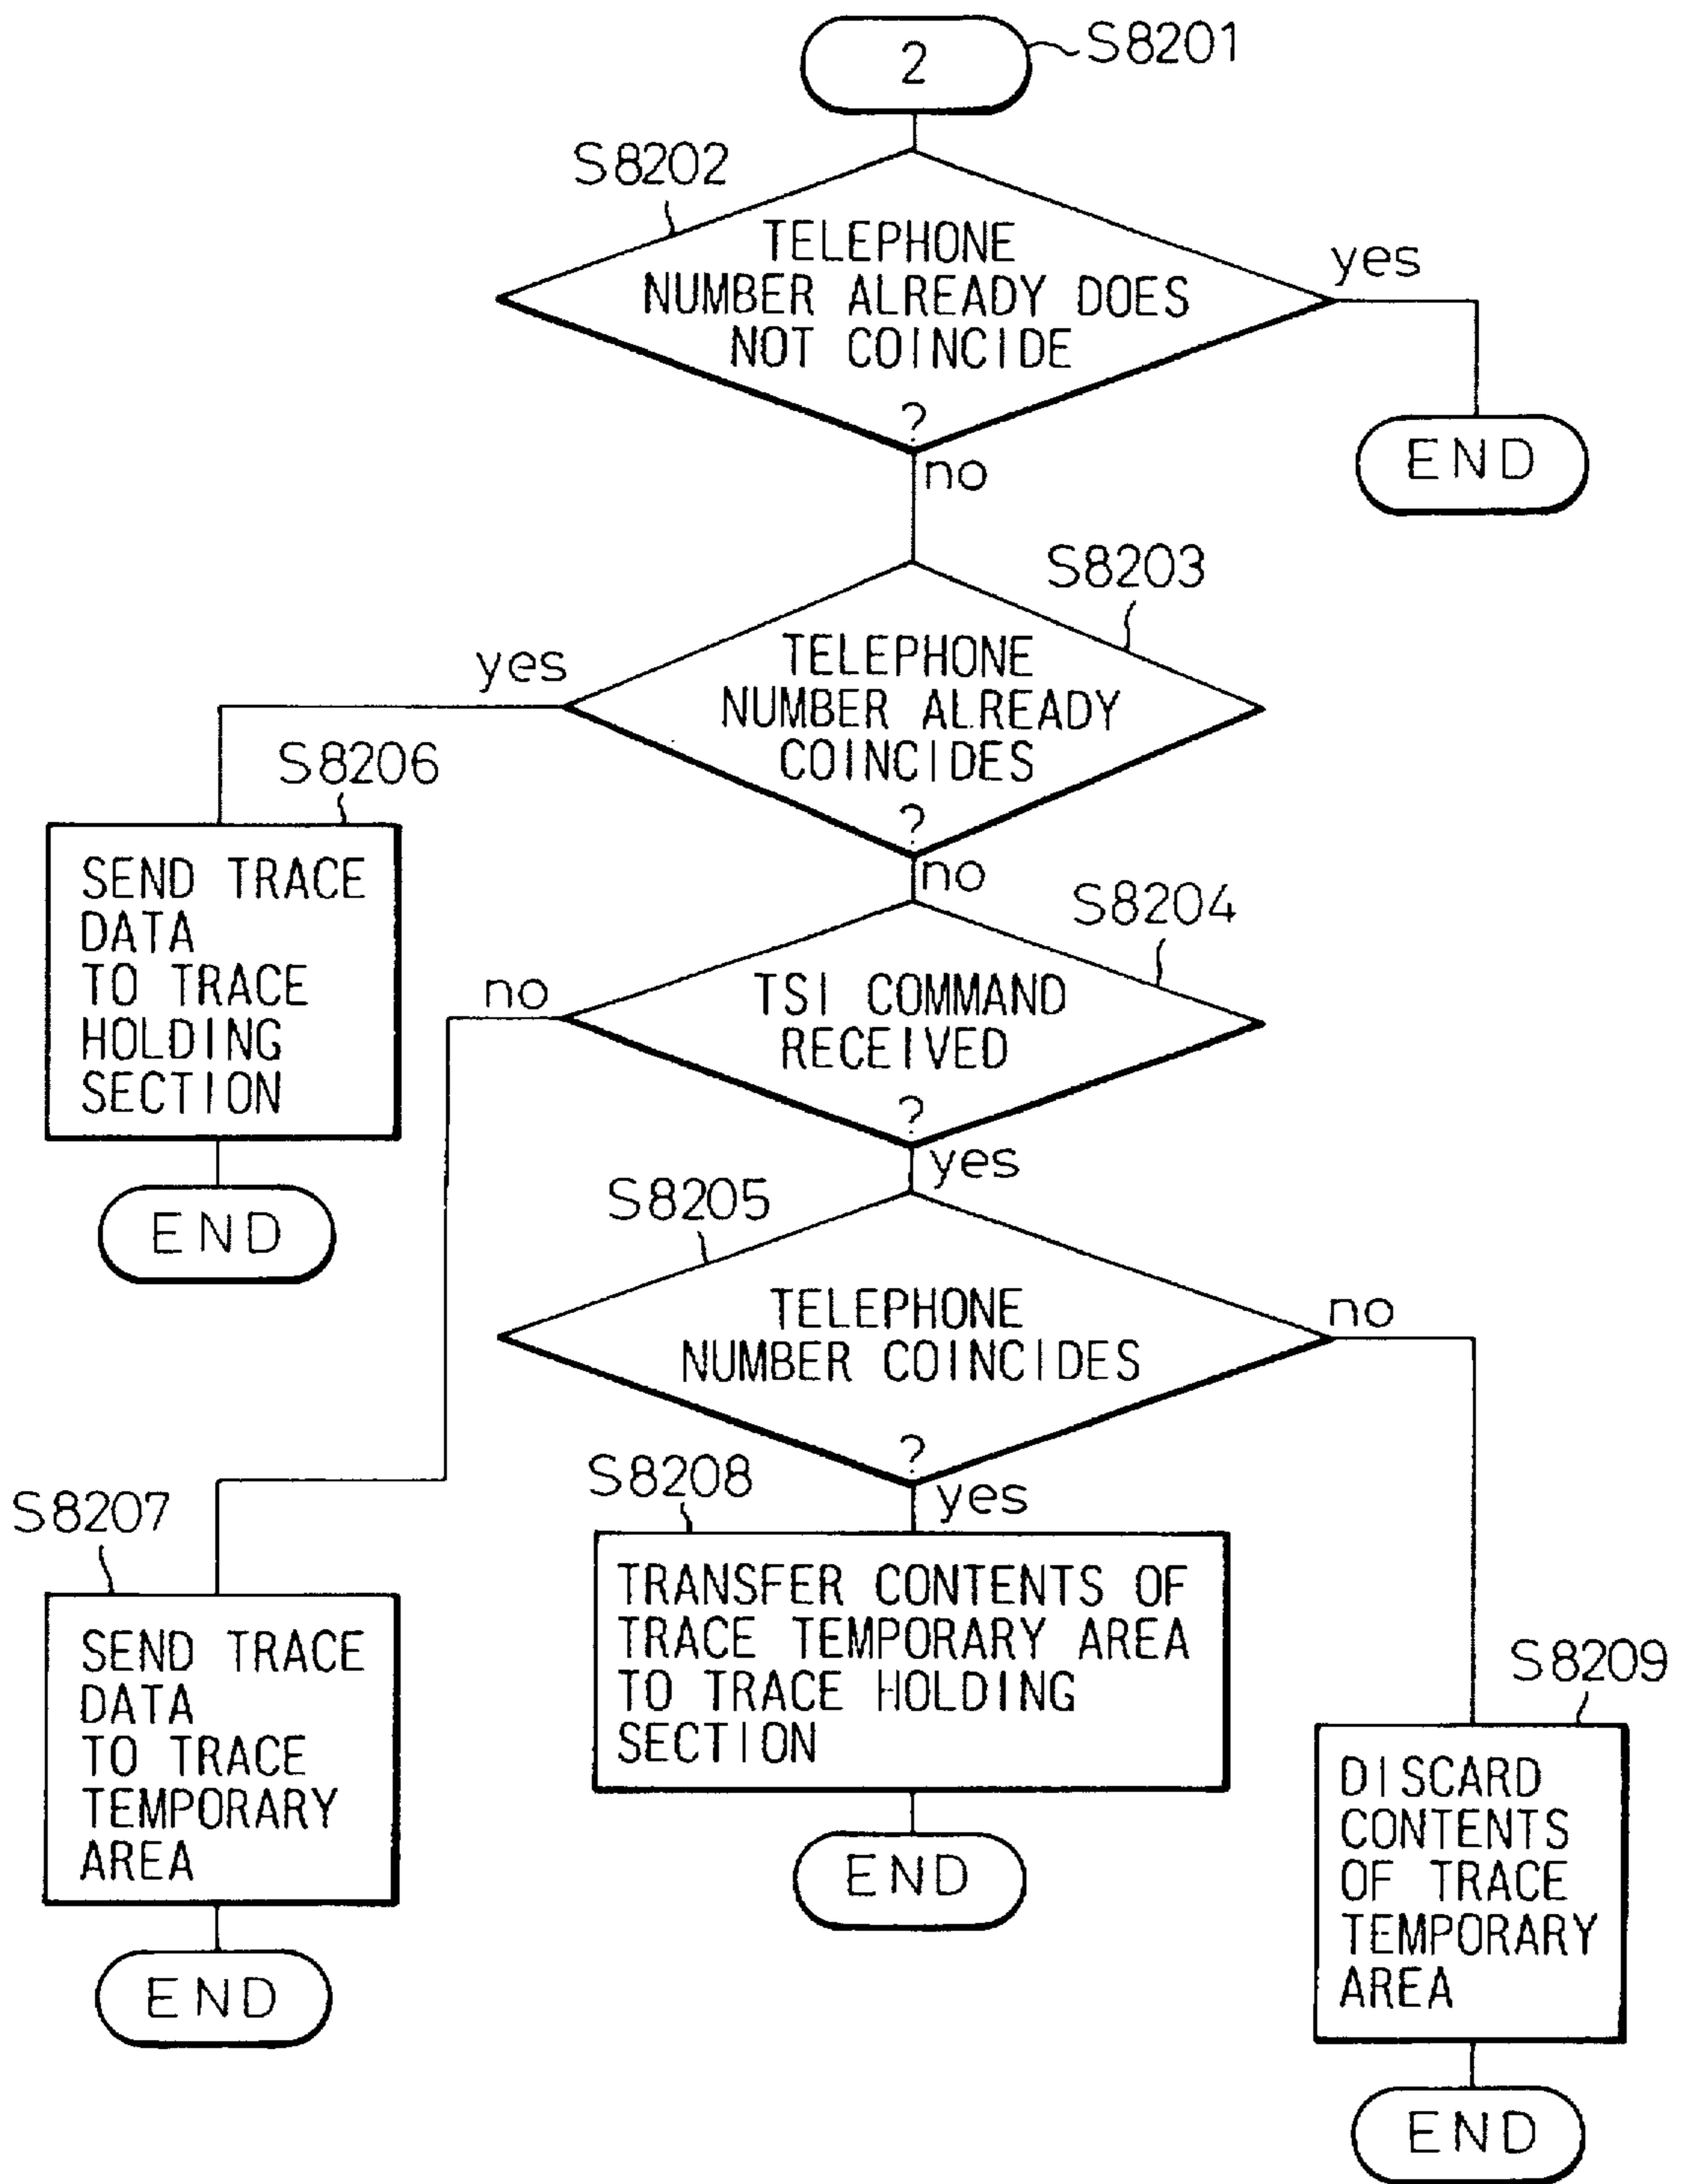 2
S8201
S8202
TELEPHONE
NUMBER ALREADY DOES
NOT COINCIDE
?
yes
END
no
S8203
TELEPHONE
NUMBER ALREADY
COINCIDES
?
yes
no
S8206
SEND TRACE
DATA
TO TRACE
HOLDING
SECTION
END
S8204
TSI COMMAND
RECEIVED
?
no
yes
S8205
TELEPHONE
NUMBER COINCIDES
?
no
yes
S8207
SEND TRACE
DATA
TO TRACE
TEMPORARY
AREA
END
S8208
TRANSFER CONTENTS OF
TRACE TEMPORARY AREA
TO TRACE HOLDING
SECTION
END
S8209
DISCARD
CONTENTS
OF TRACE
TEMPORARY
AREA
END